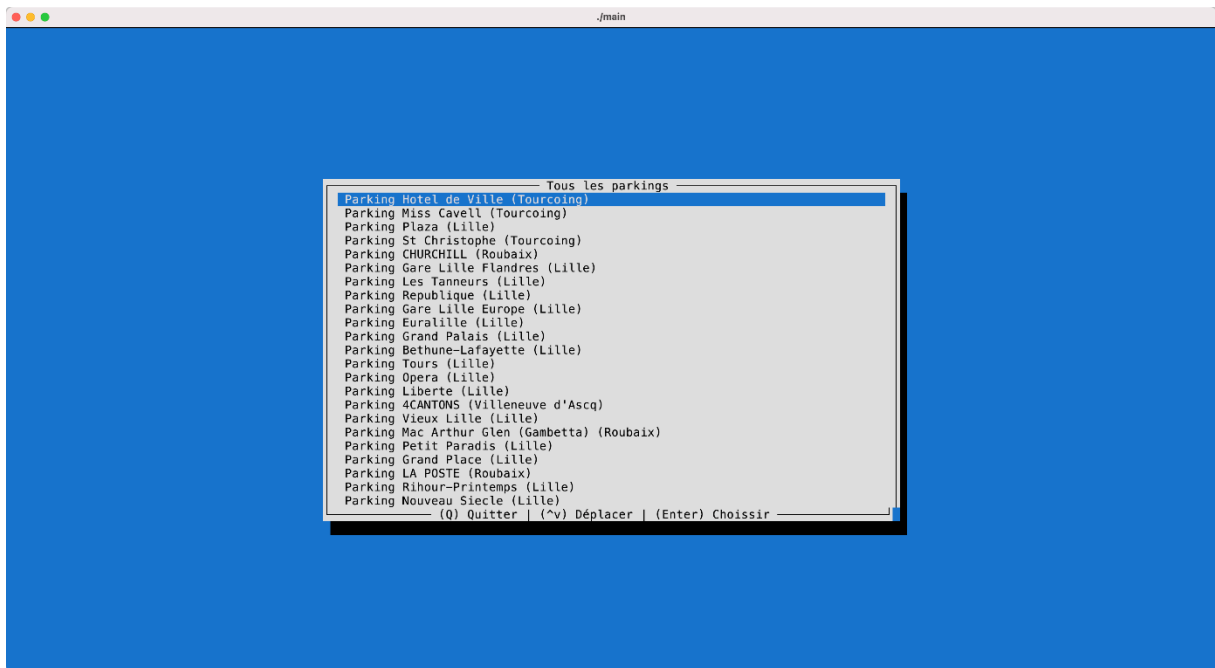 ./main
Tous les parkings
Parking Hotel de Ville (Tourcoing)
Parking Miss Cavell (Tourcoing)
Parking Plaza (Lille)
Parking St Christophe (Tourcoing)
Parking CHURCHILL (Roubaix)
Parking Gare Lille Flandres (Lille)
Parking Les Tanneurs (Lille)
Parking Republique (Lille)
Parking Gare Lille Europe (Lille)
Parking Euralille (Lille)
Parking Grand Palais (Lille)
Parking Bethune-Lafayette (Lille)
Parking Tours (Lille)
Parking Opera (Lille)
Parking Liberte (Lille)
Parking 4CANTONS (Villeneuve d'Ascq)
Parking Vieux Lille (Lille)
Parking Mac Arthur Glen (Gambetta) (Roubaix)
Parking Petit Paradis (Lille)
Parking Grand Place (Lille)
Parking LA POSTE (Roubaix)
Parking Rihour-Printemps (Lille)
Parking Nouveau Siecle (Lille)
(Q) Quitter | (^v) Déplacer | (Enter) Choissir